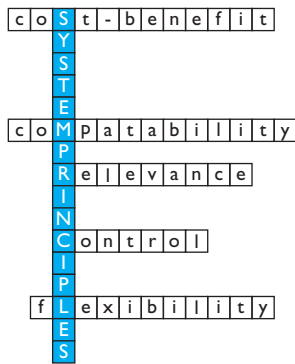 coSt-benefit
Y
S
T
E
coMpatability
P
Relevance
I
N
Control
I
P
fLexibility
E
S